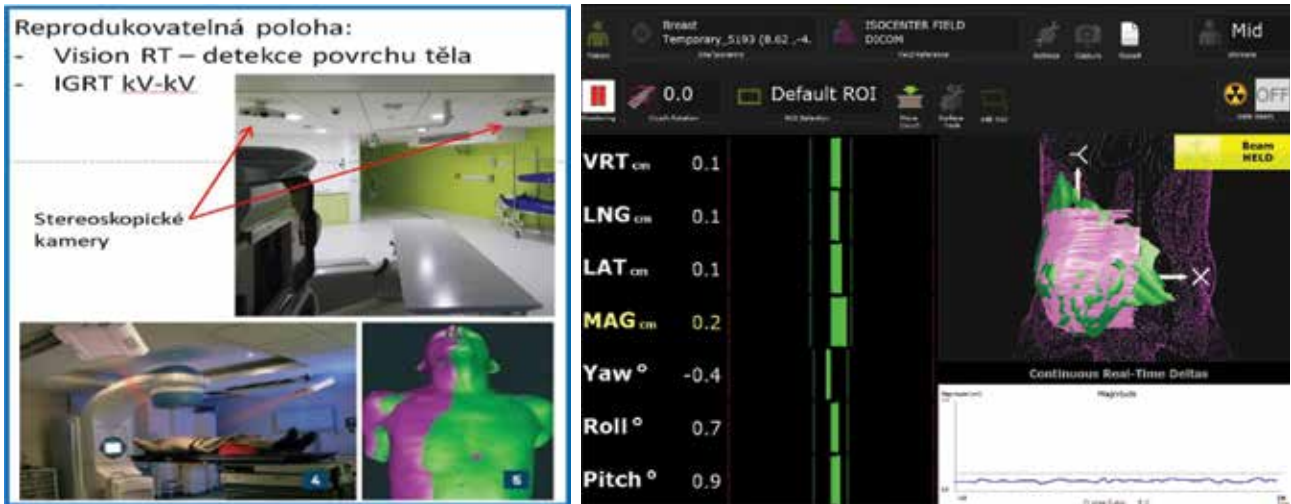 Reprodukovatelná poloha:
- Vision RT – detekce povrchu těla
- IGRT kV-kV
Stereoskopické
kamery
4
5
Breast
Temporary_5193 (8.62 ,-4.
ISOCENTER FIELD
DICOM
Mid
0.0
Default ROI
OFF
VRT cm 0.1
LNG cm 0.1
LAT cm 0.1
MAG cm 0.2
Yaw ° -0.4
Roll ° 0.7
Pitch ° 0.9
Beam
HELD
Y
X
Continuous Real-Time Deltas
Magnitude